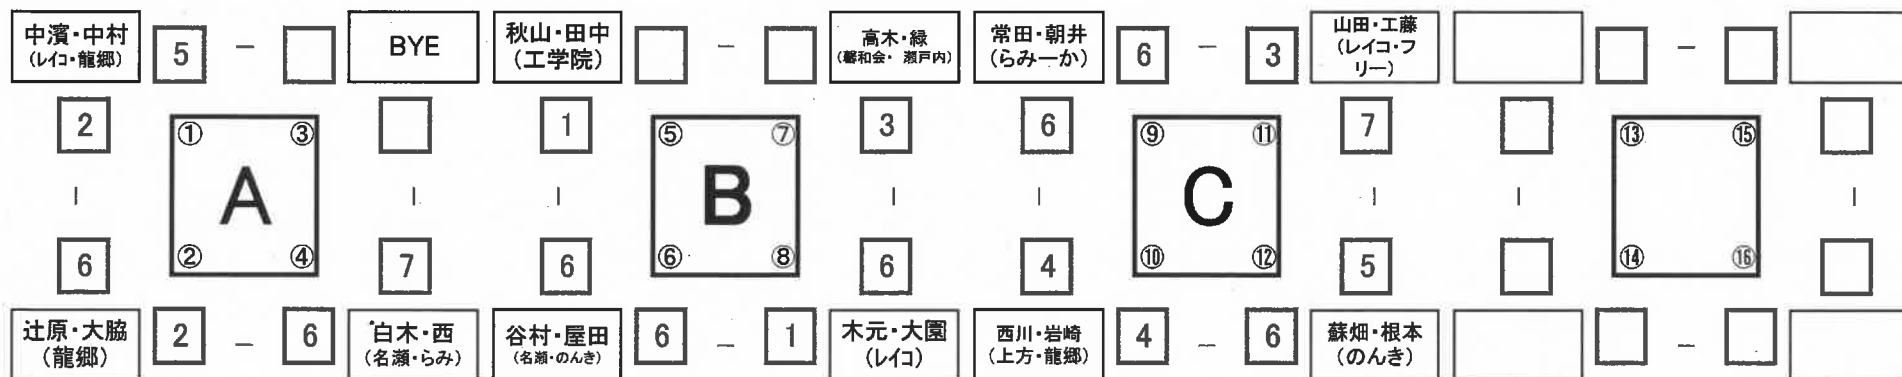 中濱・中村
(レイコ・龍郷)
5 －
BYE
秋山・田中
(工学院)
－
高木・緑
(馨和会・ 瀬戸内)
常田・朝井
(らみーか)
6 － 3
山田・工藤
(レイコ・フ
リー)
－
2
①
③
1
⑤
⑦
3
6
⑨
⑪
7
⑬
⑮
A
B
C
②
④
⑥
⑧
⑩
⑫
⑭
⑯
6
7
6
6
4
5
辻原・大脇
(龍郷)
2 － 6
白木・西
(名瀬・らみ)
谷村・屋田
(名瀬・のんき)
6 － 1
木元・大園
(レイコ)
西川・岩崎
(上方・龍郷)
4 － 6
蘇畑・根本
(のんき)
－